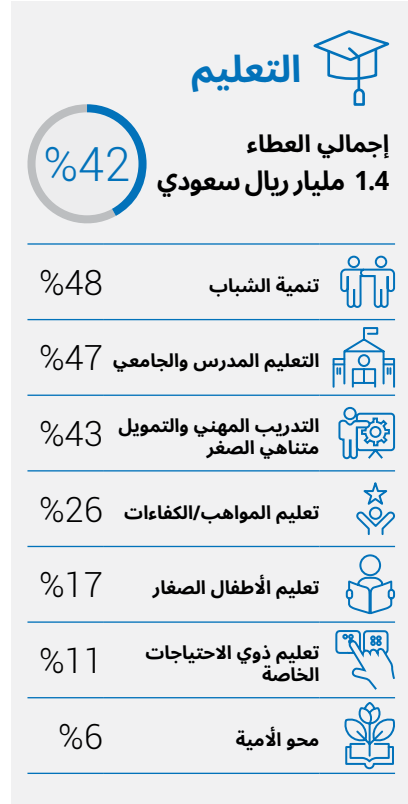 التعليم
إجمالي العطاء
1.4 مليار ريال سعودي
%42
تنمية الشباب %48
التعليم المدرس والجامعي %47
التدريب المهني والتمويل
متناهي الصغر
%43
تعليم المواهب/الكفاءات %26
تعليم الأطفال الصغار %17
تعليم ذوي الاحتياجات
الخاصة
%11
محو الأمية %6